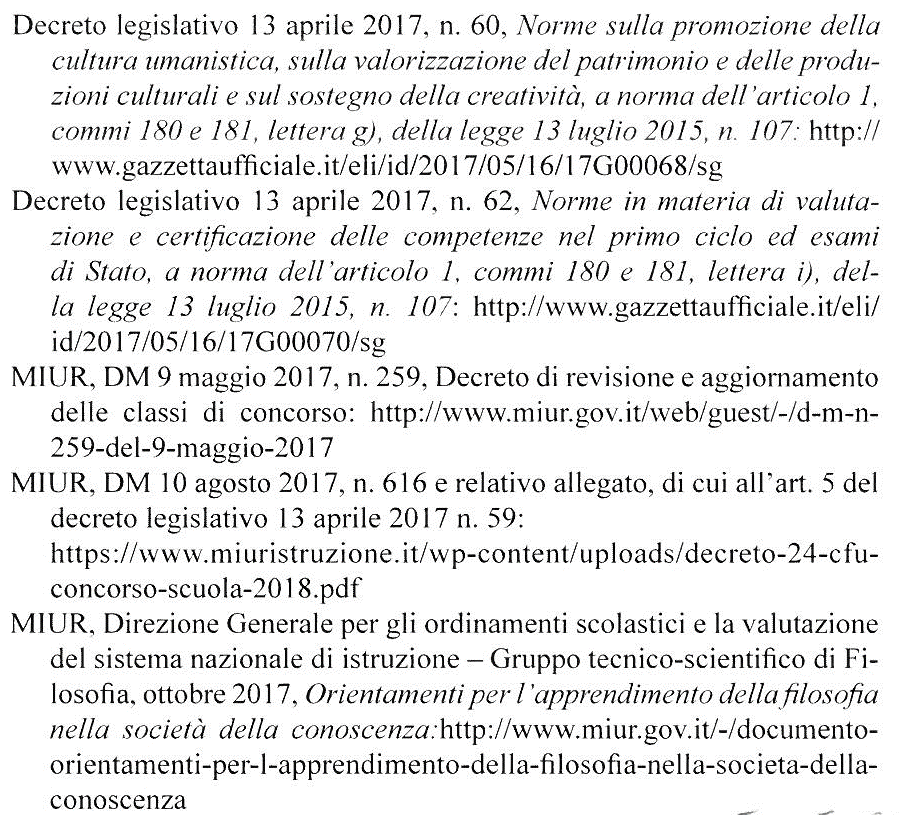 Decreto legislativo 13 aprile 2017, n. 60, Norme sulla promozione della
cultura umanistica, sulla valorizzazione del patrimonio e delle produ-
zioni culturali e sul sostegno della creatività, a norma dell'articolo 1,
commi 180 e 181, lettera g), della legge 13 luglio 2015, n. 107: http://
www.gazzettaufficiale.it/eli/id/2017/05/16/17G00068/sg
Decreto legislativo 13 aprile 2017, n. 62, Norme in materia di valuta-
zione e certificazione delle competenze nel primo ciclo ed esami
di Stato, a norma dell'articolo 1, commi 180 e 181, lettera i), del-
la legge 13 luglio 2015, n. 107: http://www.gazzettaufficiale.it/eli/
id/2017/05/16/17G00070/sg
MIUR, DM 9 maggio 2017, n. 259, Decreto di revisione e aggiornamento
delle classi di concorso: http://www.miur.gov.it/web/guest/-/d-m-n-
259-del-9-maggio-2017
MIUR, DM 10 agosto 2017, n. 616 e relativo allegato, di cui all'art. 5 del
decreto legislativo 13 aprile 2017 n. 59:
https://www.miuristruzione.it/wp-content/uploads/decreto-24-cfu-
concorso-scuola-2018.pdf
MIUR, Direzione Generale per gli ordinamenti scolastici e la valutazione
del sistema nazionale di istruzione – Gruppo tecnico-scientifico di Fi-
losofia, ottobre 2017, Orientamenti per l'apprendimento della filosofia
nella società della conoscenza:http://www.miur.gov.it/-/documento-
orientamenti-per-l-apprendimento-della-filosofia-nella-societa-della-
conoscenza